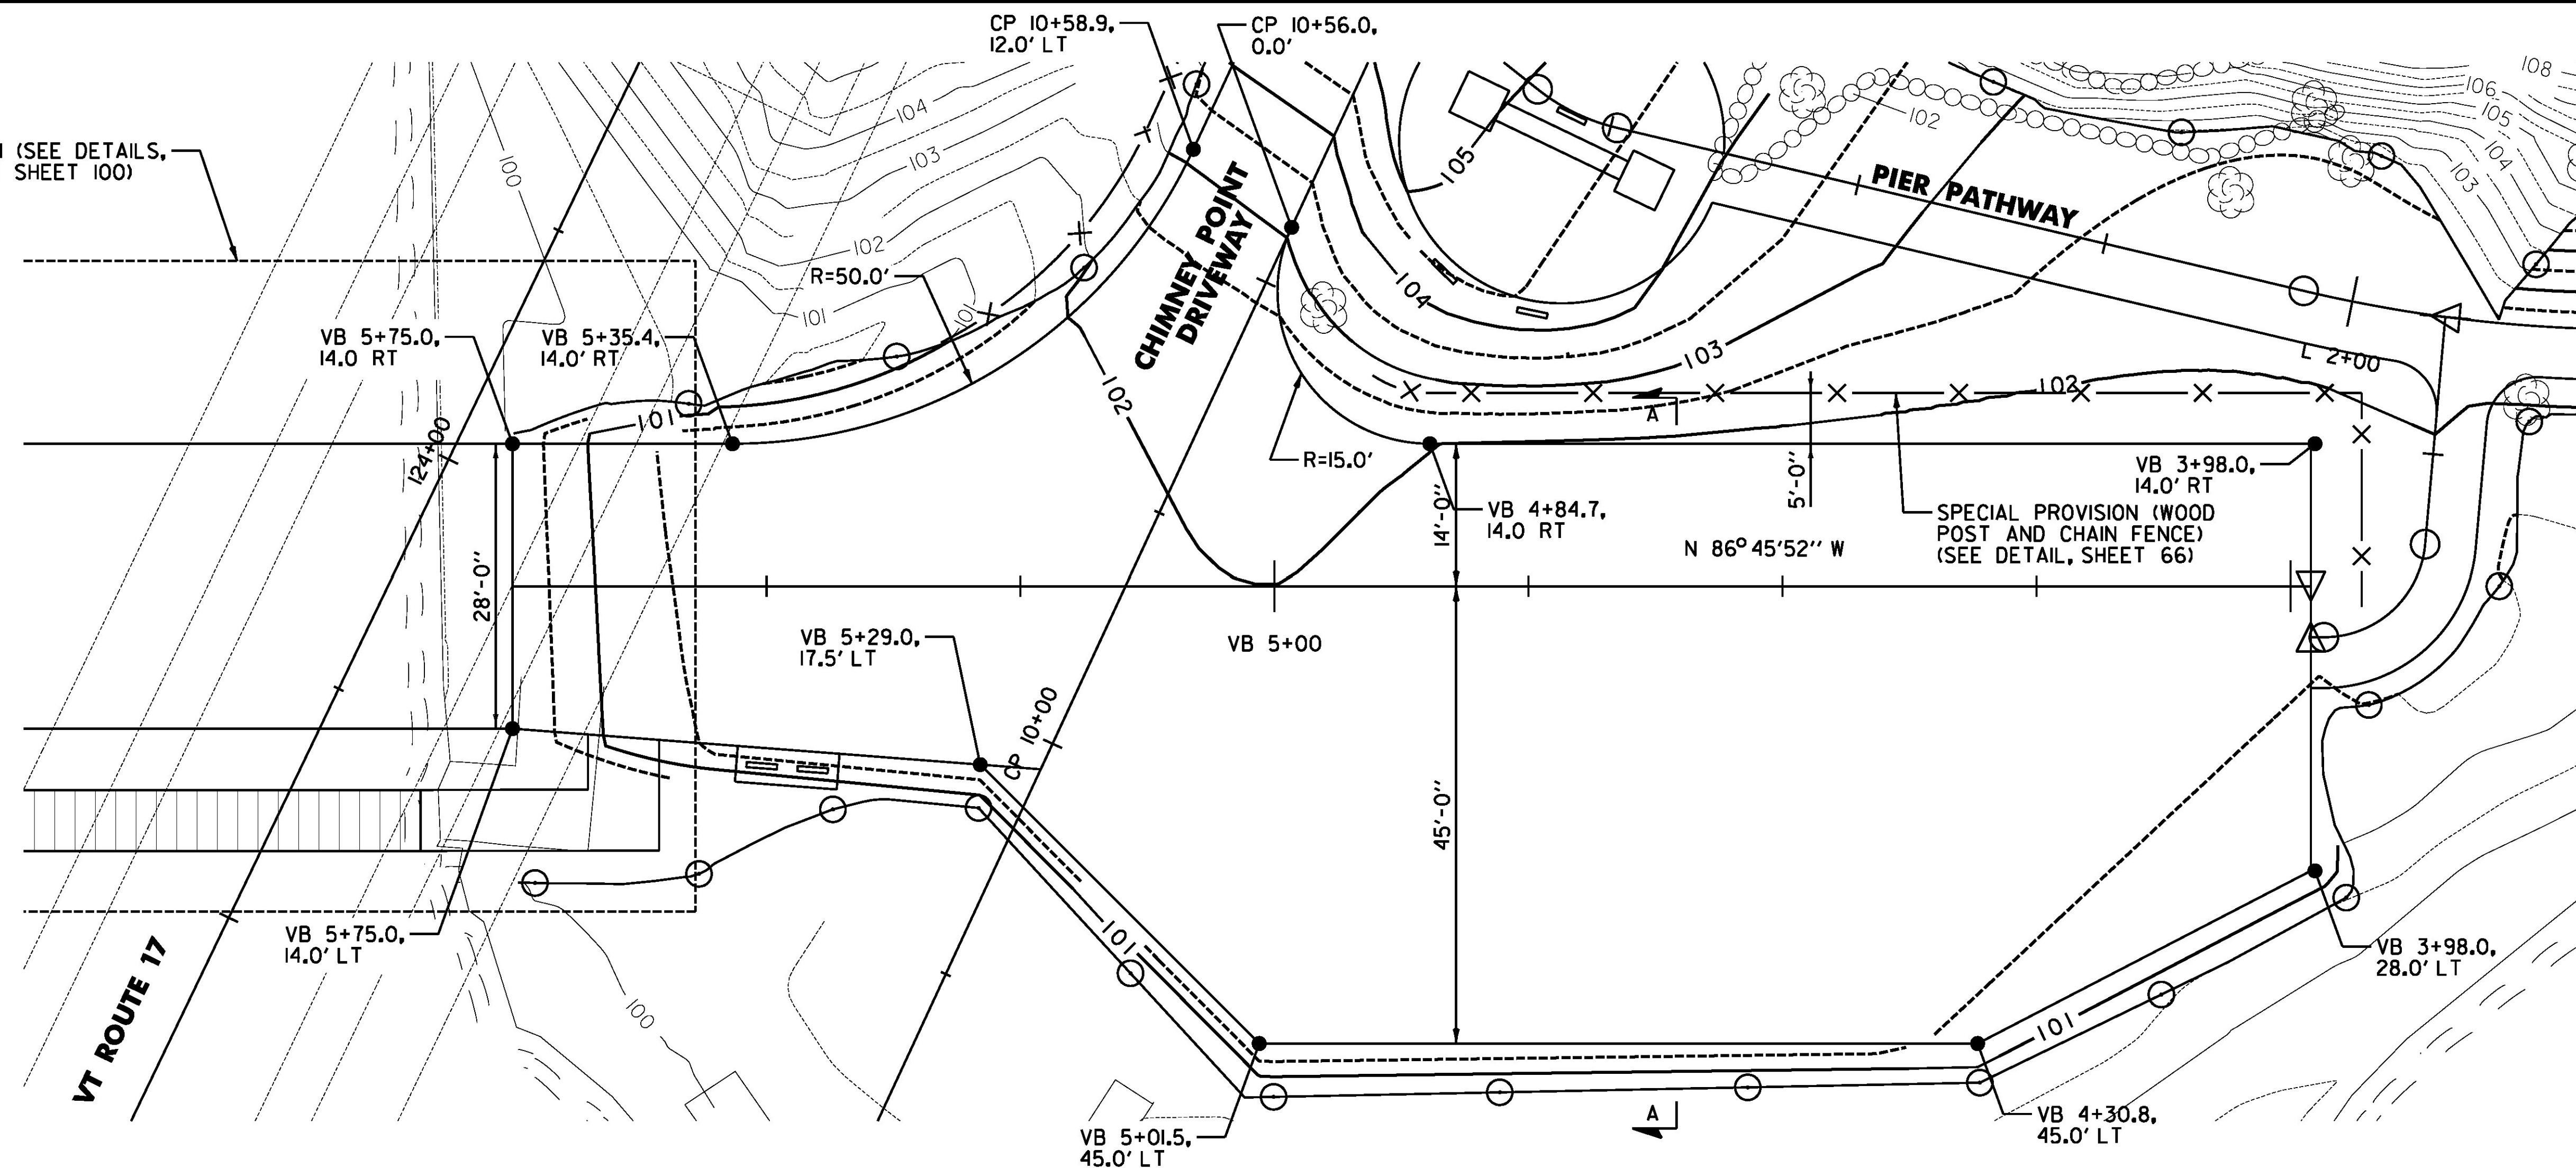 CP 10+58.9,
12.0' LT
CP 10+56.0,
0.0'
(SEE DETAILS,
SHEET 100)
108
106
105
104
103
102
104
103
102
101
101
100
105
PIER PATHWAY
CHIMNEY POINT
DRIVEWAY
R=50.0'
VB 5+75.0,
14.0 RT
VB 5+35.4,
14.0' RT
104
103
102
L 2+00
101
102
124+00
A
R=15.0'
5'-0"
14'-0"
VB 4+84.7,
14.0 RT
VB 3+98.0,
14.0' RT
SPECIAL PROVISION (WOOD
POST AND CHAIN FENCE)
(SEE DETAIL, SHEET 66)
N 86° 45'52" W
28'-0"
VB 5+29.0,
17.5' LT
VB 5+00
CP 10+00
45'-0"
VB 5+75.0,
14.0' LT
101
VB 3+98.0,
28.0' LT
VT ROUTE 17
100
101
A
VB 5+01.5,
45.0' LT
VB 4+30.8,
45.0' LT